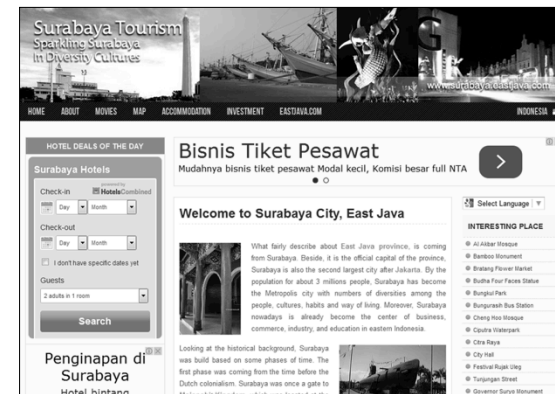 Surabaya Tourism
Sparkling Surabaya
In Diversity Cultures
G
www.surabaya.eastjava.com
HOME ABOUT MOVIES MAP ACCOMMODATION INVESTMENT EASTJAVA.COM INDONESIA
HOTEL DEALS OF THE DAY
Surabaya Hotels
powered by
HotelsCombined
Check-in
Day Month
Check-out
Day Month
I don't have specific dates yet
Guests
2 adults in 1 room
Search
Penginapan di
Surabaya
Hotel bintang
Bisnis Tiket Pesawat
Mudahnya bisnis tiket pesawat Modal kecil, Komisi besar full NTA
Welcome to Surabaya City, East Java
What fairly describe about East Java province, is coming
from Surabaya. Beside, it is the official capital of the province,
Surabaya is also the second largest city after Jakarta. By the
population for about 3 millions people, Surabaya has become
the Metropolis city with numbers of diversities among the
people, cultures, habits and way of living. Moreover, Surabaya
nowadays is already become the center of business,
commerce, industry, and education in eastern Indonesia.
Looking at the historical background, Surabaya
was build based on some phases of time. The
first phase was coming from the time before the
Dutch colonialism. Surabaya was once a gate to
Select Language
INTERESTING PLACE
Al Akbar Mosque
Bamboo Monument
Bratang Flower Market
Budha Four Faces Statue
Bungkul Park
Bungurasih Bus Station
Cheng Hoo Mosque
Ciputra Waterpark
Citra Raya
City Hall
Festival Rujak Uleg
Tunjungan Street
Governor Suryo Monument